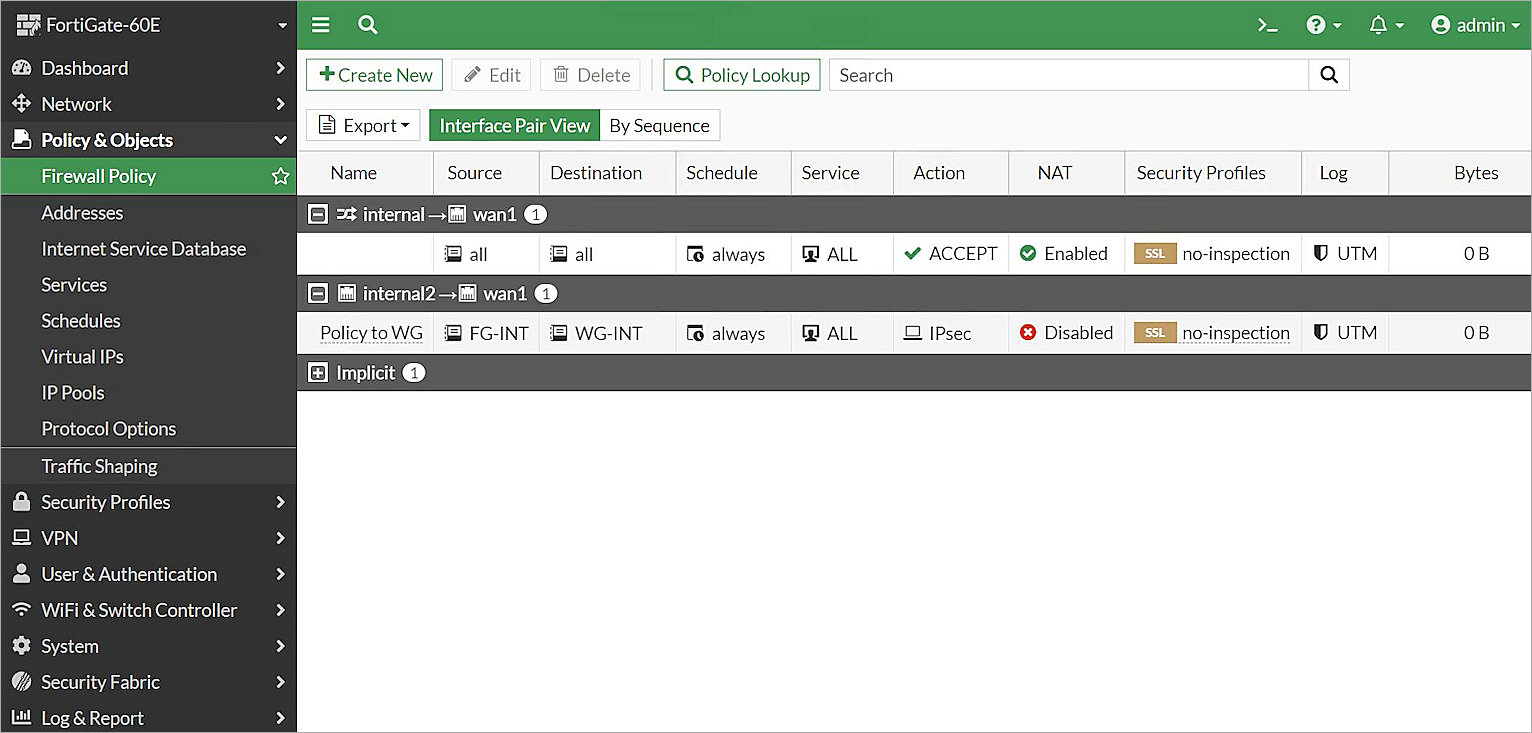 FortiGate-60E
admin
Dashboard
Network
Policy & Objects
Firewall Policy
Addresses
Internet Service Database
Services
Schedules
Virtual IPs
IP Pools
Protocol Options
Traffic Shaping
Security Profiles
VPN
User & Authentication
WiFi & Switch Controller
System
Security Fabric
Log & Report
Create New Edit Delete Policy Lookup Search
Export Interface Pair View By Sequence
Name Source Destination Schedule Service Action NAT Security Profiles Log Bytes
internal → wan1 1
all all always ALL ACCEPT Enabled SSL no-inspection UTM 0 B
internal2 → wan1 1
Policy to WG FG-INT WG-INT always ALL IPsec Disabled SSL no-inspection UTM 0 B
Implicit 1